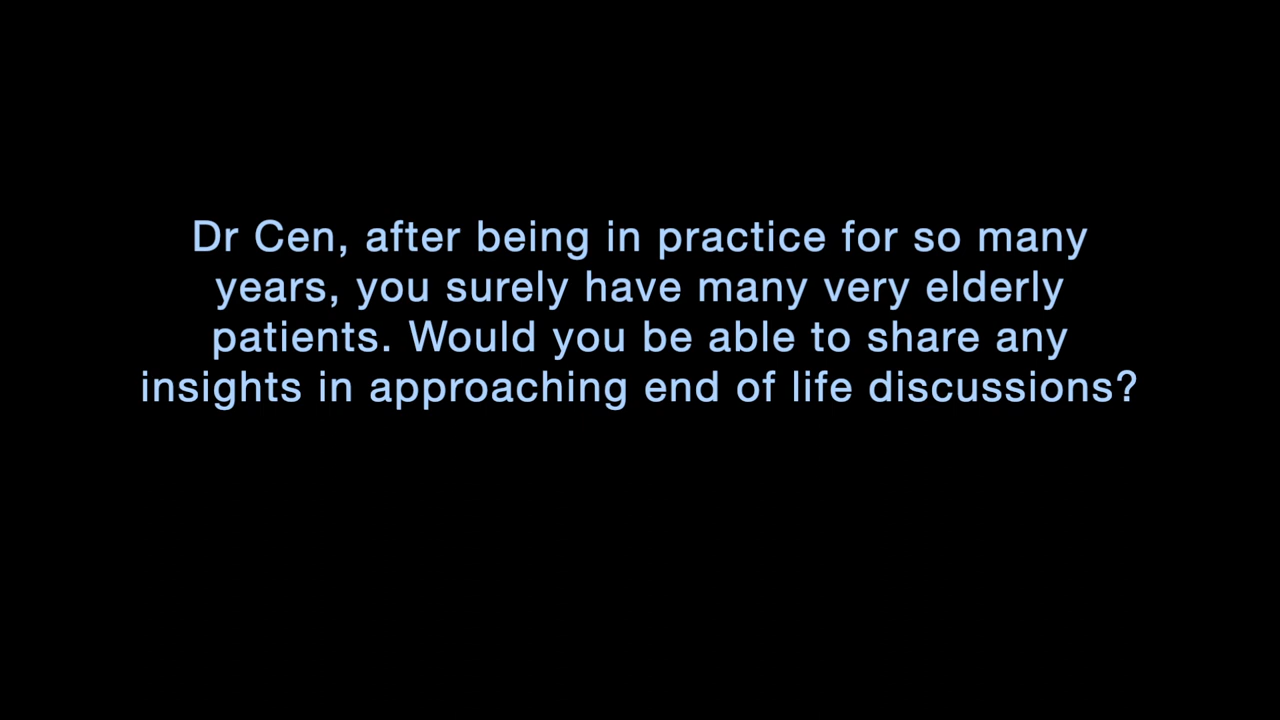 Dr Cen, after being in practice for so many
years, you surely have many very elderly
patients. Would you be able to share any
insights in approaching end of life discussions?